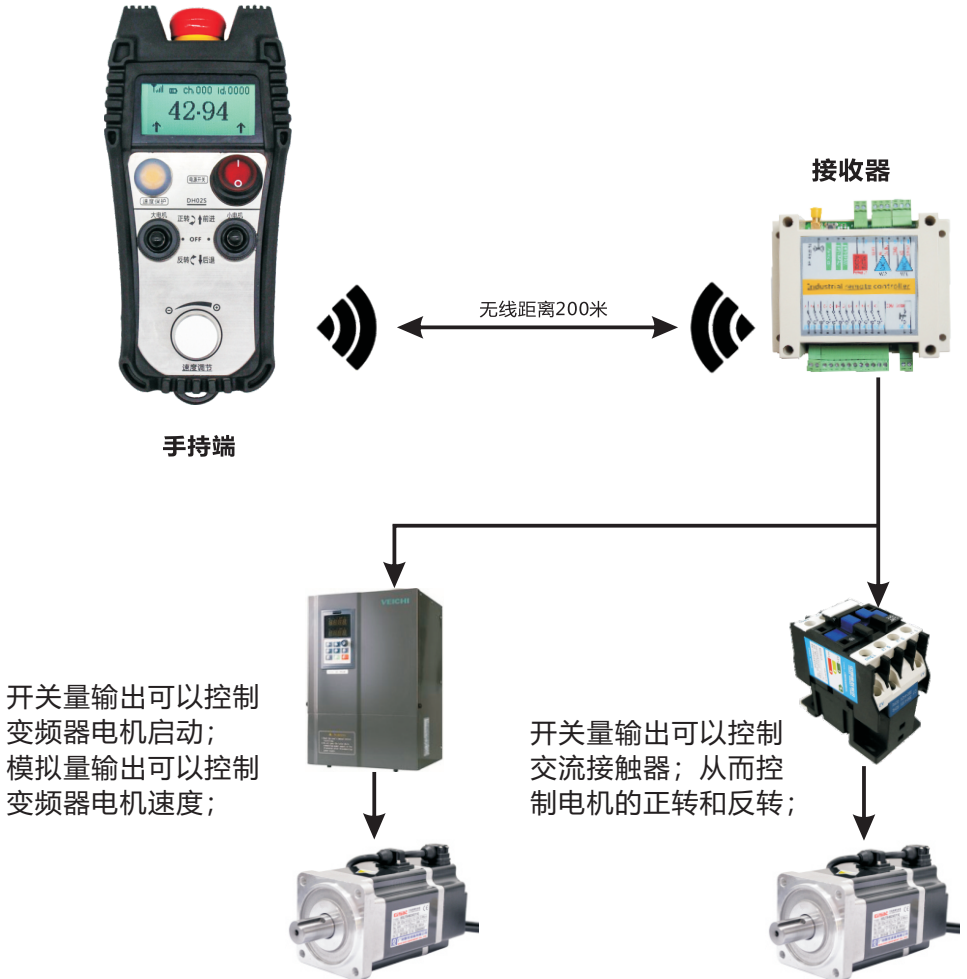 ch:000 id:0000
42·94
电源开关
速度保护
DH02S
大电机 正转 前进 小电机
OFF
反转 后退
速度调节
手持端
无线距离200米
接收器
Industrial remote controller
VEICHI
开关量输出可以控制
变频器电机启动；
模拟量输出可以控制
变频器电机速度；
开关量输出可以控制
交流接触器；从而控
制电机的正转和反转；